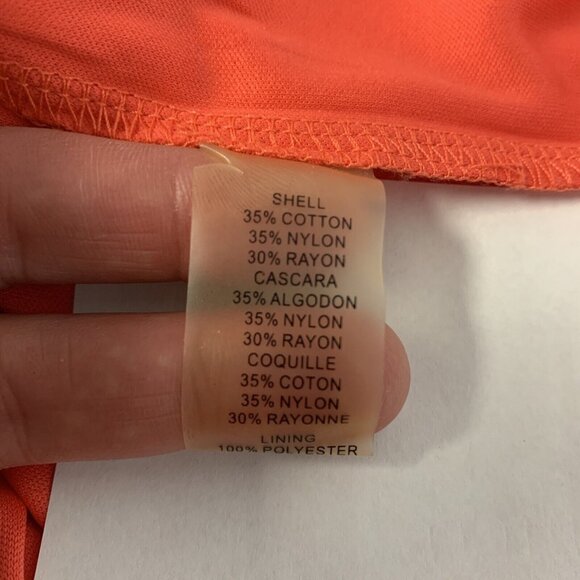 SHELL
35% COTTON
35% NYLON
30% RAYON
CASCARA
35% ALGODON
35% NYLON
30% RAYON
COQUILLE
35% COTON
35% NYLON
30% RAYONNE
LINING
100% POLYESTER